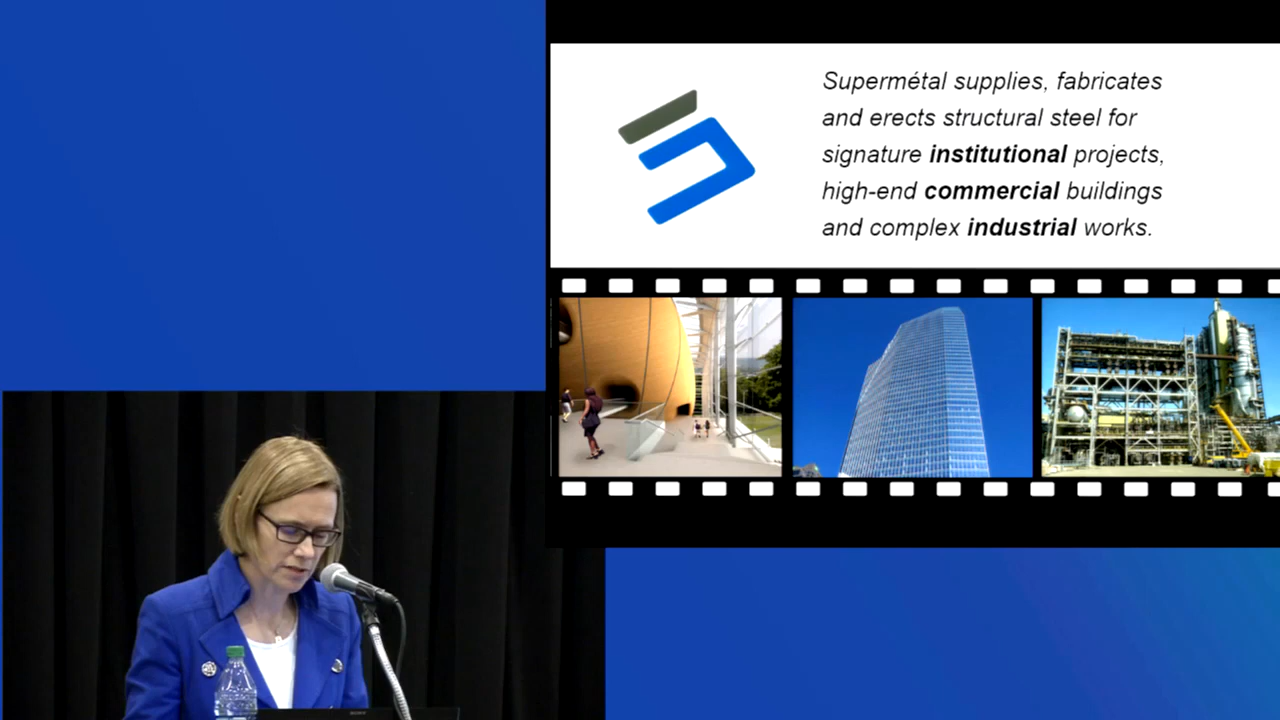 Supermétal supplies, fabricates
and erects structural steel for
signature institutional projects,
high-end commercial buildings
and complex industrial works.
SONY